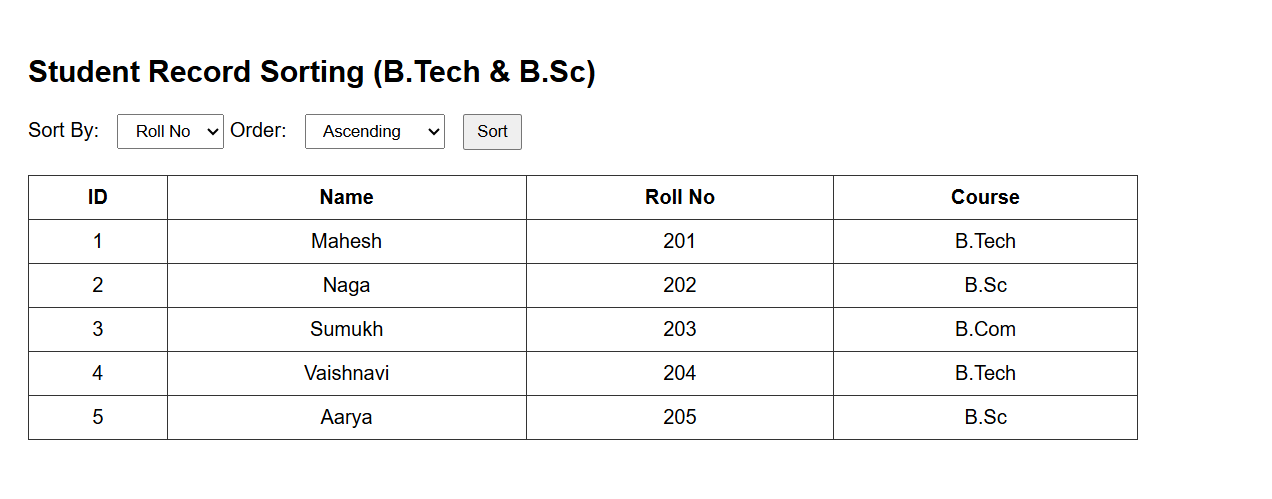 Student Record Sorting (B.Tech & B.Sc)
Sort By: Roll No Order: Ascending Sort
ID Name Roll No Course
1 Mahesh 201 B.Tech
2 Naga 202 B.Sc
3 Sumukh 203 B.Com
4 Vaishnavi 204 B.Tech
5 Aarya 205 B.Sc